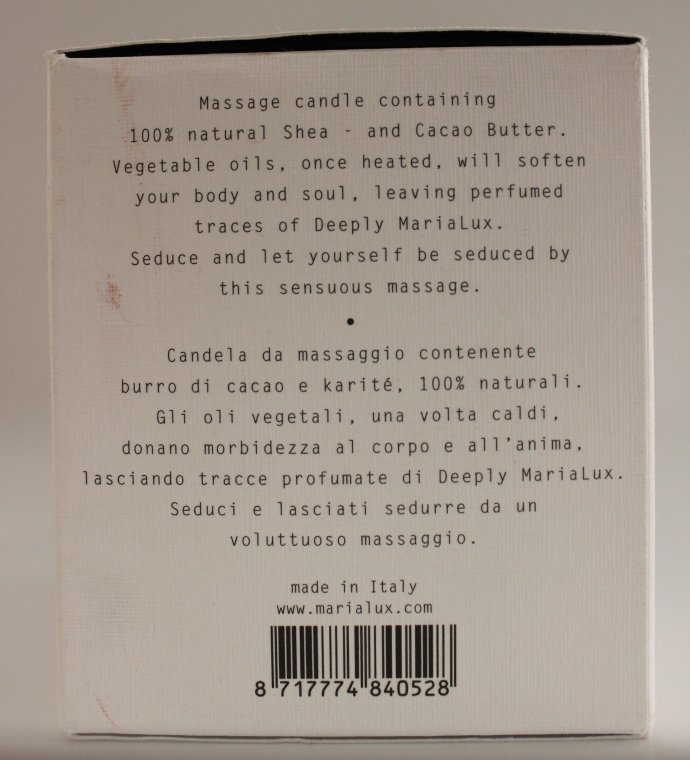 Massage candle containing
100% natural Shea - and Cacao Butter.
Vegetable oils, once heated, will soften
your body and soul, leaving perfumed
traces of Deeply MariaLux.
Seduce and let yourself be seduced by
this sensuous massage.
•
Candela da massaggio contenente
burro di cacao e karité, 100% naturali.
Gli oli vegetali, una volta caldi,
donano morbidezza al corpo e all'anima,
lasciando tracce profumate di Deeply MariaLux.
Seduci e lasciati sedurre da un
voluttuoso massaggio.
made in Italy
www.marialux.com
8 717774 840528